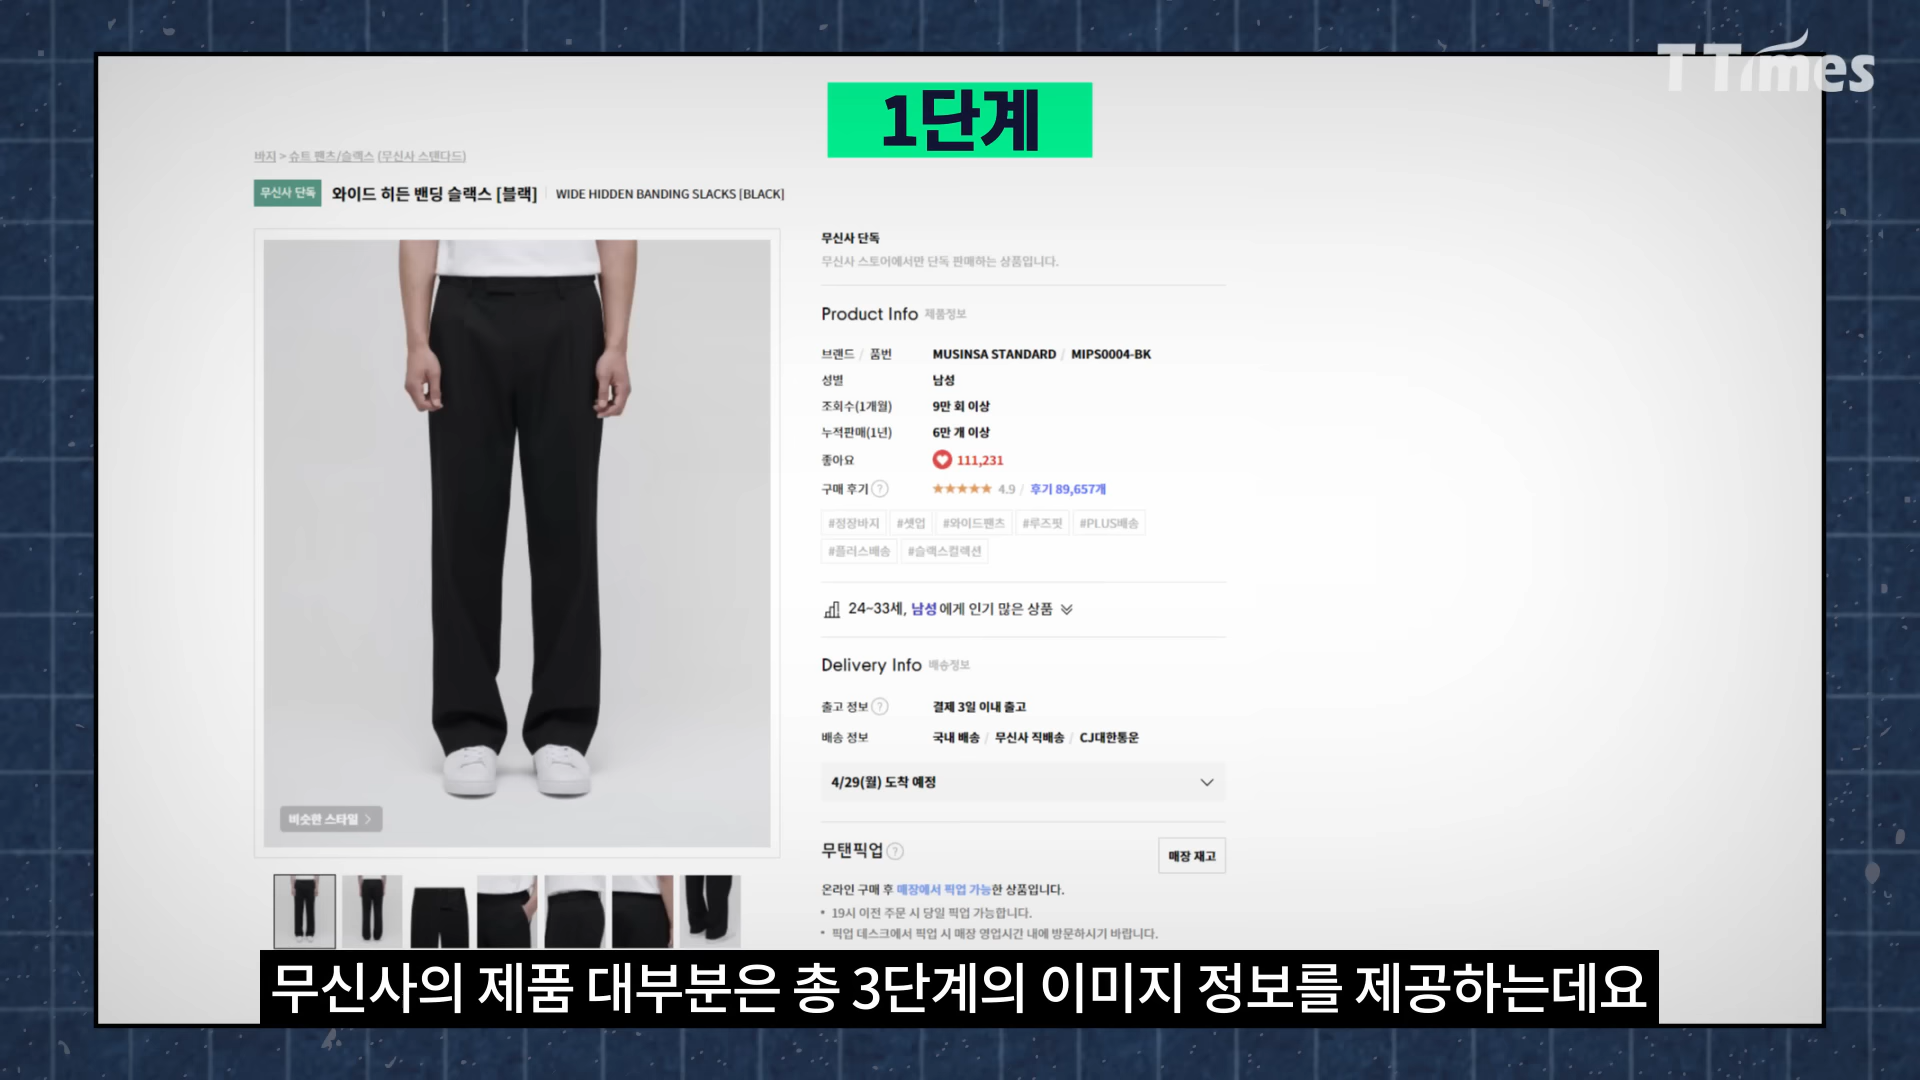 TTimes
1단계
바지 > 슈트 팬츠/슬랙스 (무신사 스탠다드)
무신사 단독 와이드 히든 밴딩 슬랙스 [블랙] WIDE HIDDEN BANDING SLACKS [BLACK]
무신사 단독
무신사 스토어에서만 단독 판매하는 상품입니다.
Product Info 제품정보
브랜드 / 품번 MUSINSA STANDARD / MIPS0004-BK
성별 남성
조회수(1개월) 9만 회 이상
누적판매(1년) 6만 개 이상
좋아요 111,231
구매 후기 ? ★★★★★ 4.9 / 후기 89,657개
#정장바지 #셋업 #와이드팬츠 #루즈핏 #PLUS배송
#플러스배송 #슬랙스컬렉션
24~33세, 남성에게 인기 많은 상품
Delivery Info 배송정보
출고 정보 ? 결제 3일 이내 출고
배송 정보 국내 배송 / 무신사 직배송 / CJ대한통운
4/29(월) 도착 예정
비슷한 스타일 >
무탠픽업 ? 매장 재고
온라인 구매 후 매장에서 픽업 가능한 상품입니다.
• 19시 이전 주문 시 당일 픽업 가능합니다.
• 픽업 데스크에서 픽업 시 매장 영업시간 내에 방문하시기 바랍니다.
무신사의 제품 대부분은 총 3단계의 이미지 정보를 제공하는데요